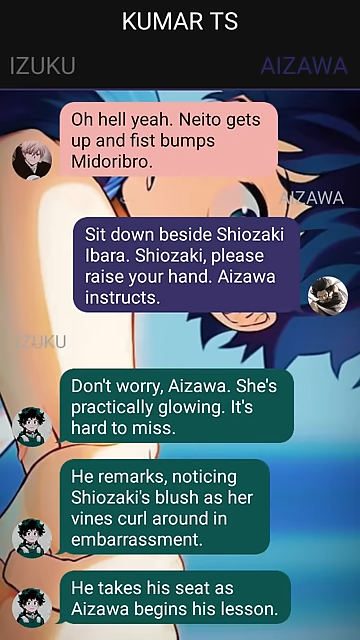 KUMAR TS
IZUKU
AIZAWA
Oh hell yeah. Neito gets
up and fist bumps
Midoribro.
AIZAWA
Sit down beside Shiozaki
Ibara. Shiozaki, please
raise your hand. Aizawa
instructs.
IZUKU
Don't worry, Aizawa. She's
practically glowing. It's
hard to miss.
He remarks, noticing
Shiozaki's blush as her
vines curl around in
embarrassment.
He takes his seat as
Aizawa begins his lesson.